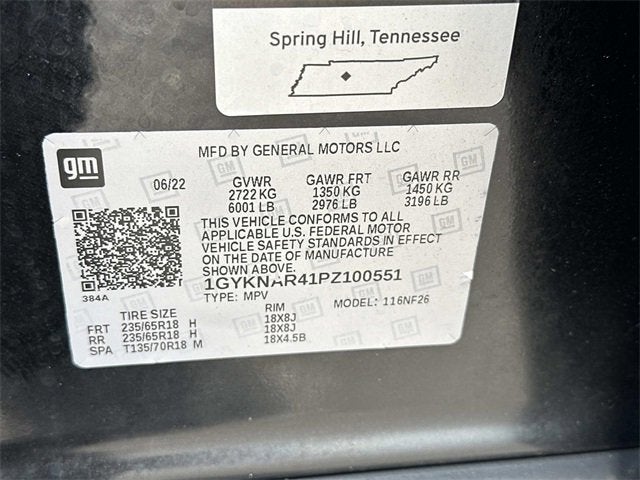 Spring Hill, Tennessee
gm
MFD BY GENERAL MOTORS LLC
06/22 GVWR GAWR FRT GAWR RR
2722 KG 1350 KG 1450 KG
6001 LB 2976 LB 3196 LB
THIS VEHICLE CONFORMS TO ALL
APPLICABLE U.S. FEDERAL MOTOR
VEHICLE SAFETY STANDARDS IN EFFECT
ON THE DATE OF MANUFACTURE
SHOWN ABOVE.
384A 1GYKNAR41PZ100551
TYPE: MPV MODEL: 116NF26
TIRE SIZE RIM
FRT 235/65R18 H 18X8J
RR 235/65R18 H 18X8J
SPA T135/70R18 M 18X4.5B